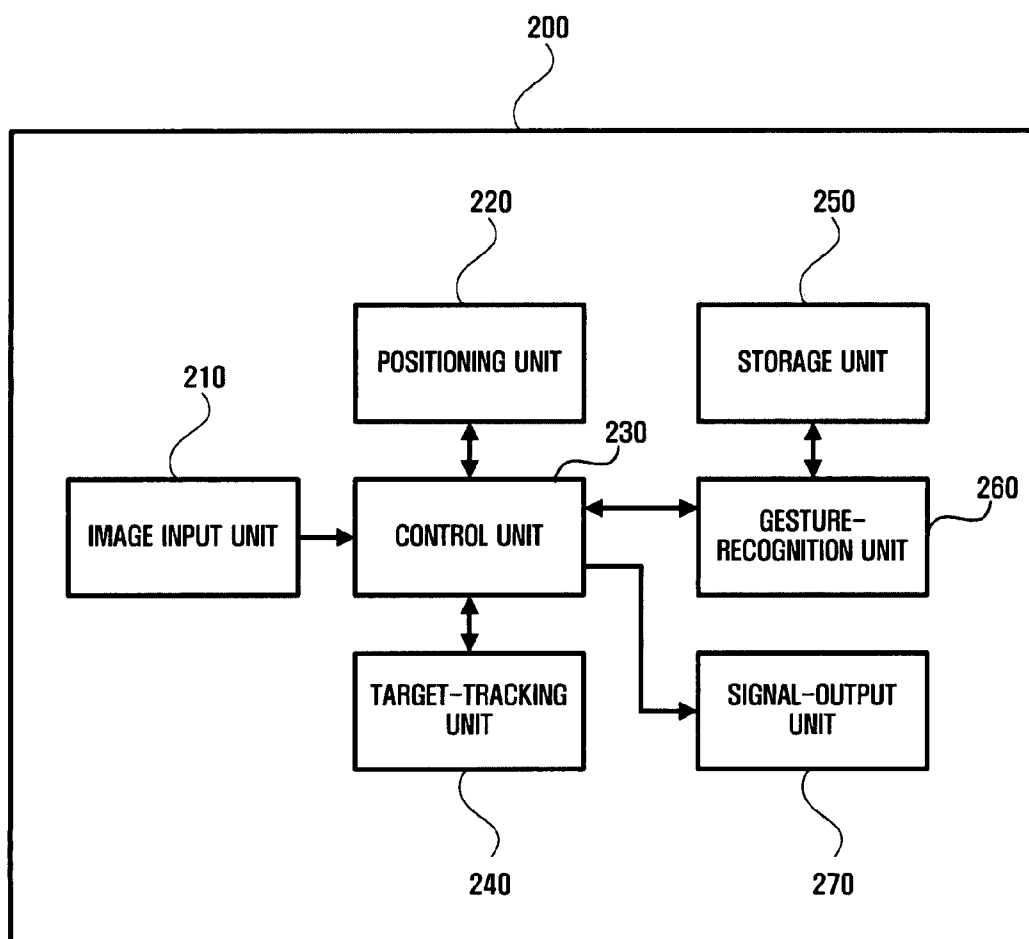 200
220
250
POSITIONING UNIT
STORAGE UNIT
210
230
IMAGE INPUT UNIT
CONTROL UNIT
GESTURE-
RECOGNITION UNIT
260
TARGET-TRACKING
UNIT
SIGNAL-OUTPUT
UNIT
240
270